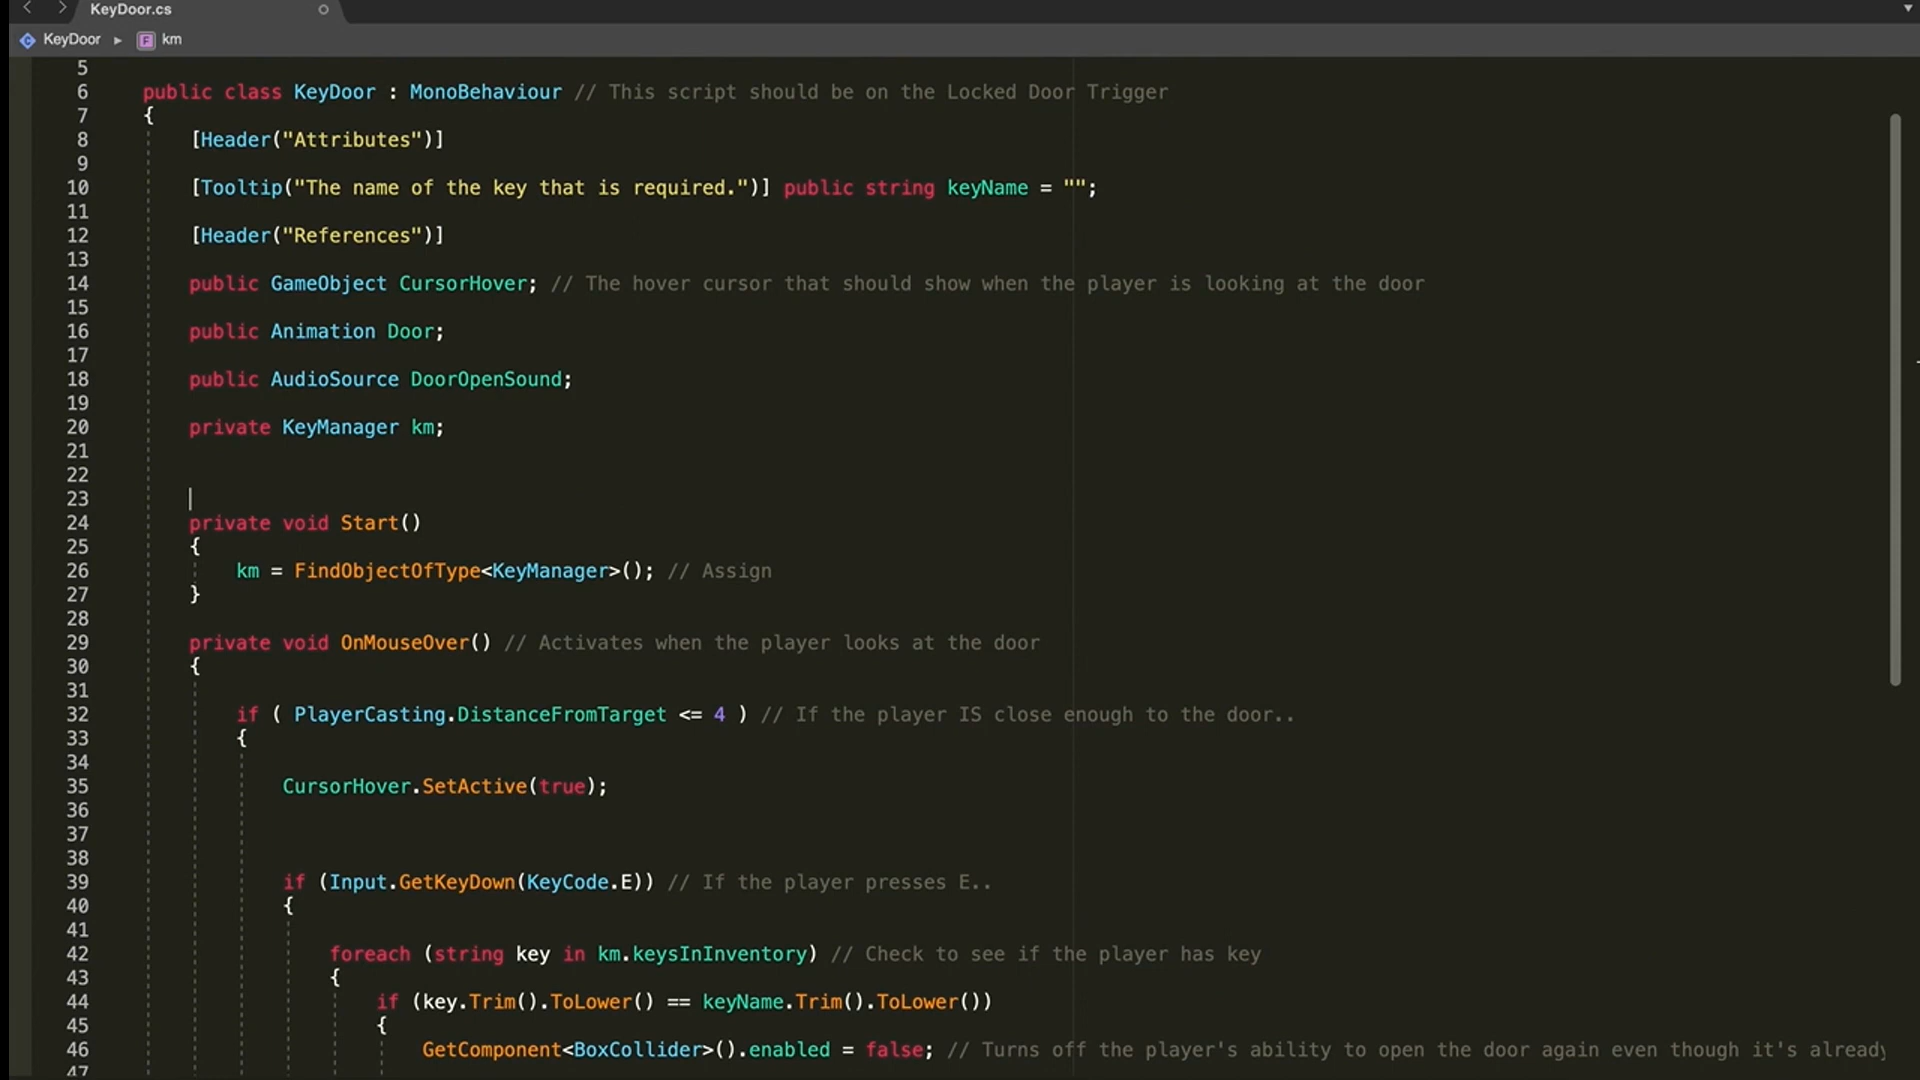 KeyDoor.cs
KeyDoor ▸ F km
5
6 public class KeyDoor : MonoBehaviour // This script should be on the Locked Door Trigger
7 {
8 [Header("Attributes")]
9
10 [Tooltip("The name of the key that is required.")] public string keyName = "";
11
12 [Header("References")]
13
14 public GameObject CursorHover; // The hover cursor that should show when the player is looking at the door
15
16 public Animation Door;
17
18 public AudioSource DoorOpenSound;
19
20 private KeyManager km;
21
22
23
24 private void Start()
25 {
26 km = FindObjectOfType<KeyManager>(); // Assign
27 }
28
29 private void OnMouseOver() // Activates when the player looks at the door
30 {
31
32 if ( PlayerCasting.DistanceFromTarget <= 4 ) // If the player IS close enough to the door..
33 {
34
35 CursorHover.SetActive(true);
36
37
38
39 if (Input.GetKeyDown(KeyCode.E)) // If the player presses E..
40 {
41
42 foreach (string key in km.keysInInventory) // Check to see if the player has key
43 {
44 if (key.Trim().ToLower() == keyName.Trim().ToLower())
45 {
46 GetComponent<BoxCollider>().enabled = false; // Turns off the player's ability to open the door again even though it's already
47